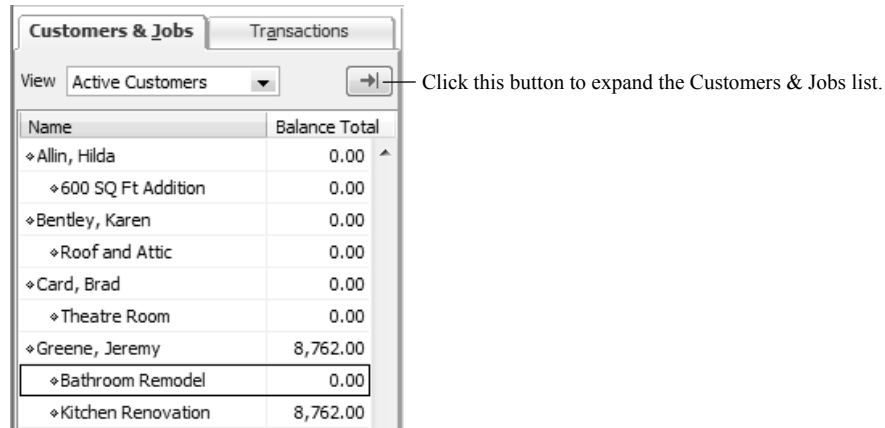 Customers & Jobs Transactions
View Active Customers Click this button to expand the Customers & Jobs list.
Name Balance Total
Allin, Hilda 0.00
600 SQ Ft Addition 0.00
Bentley, Karen 0.00
Roof and Attic 0.00
Card, Brad 0.00
Theatre Room 0.00
Greene, Jeremy 8,762.00
Bathroom Remodel 0.00
Kitchen Renovation 8,762.00